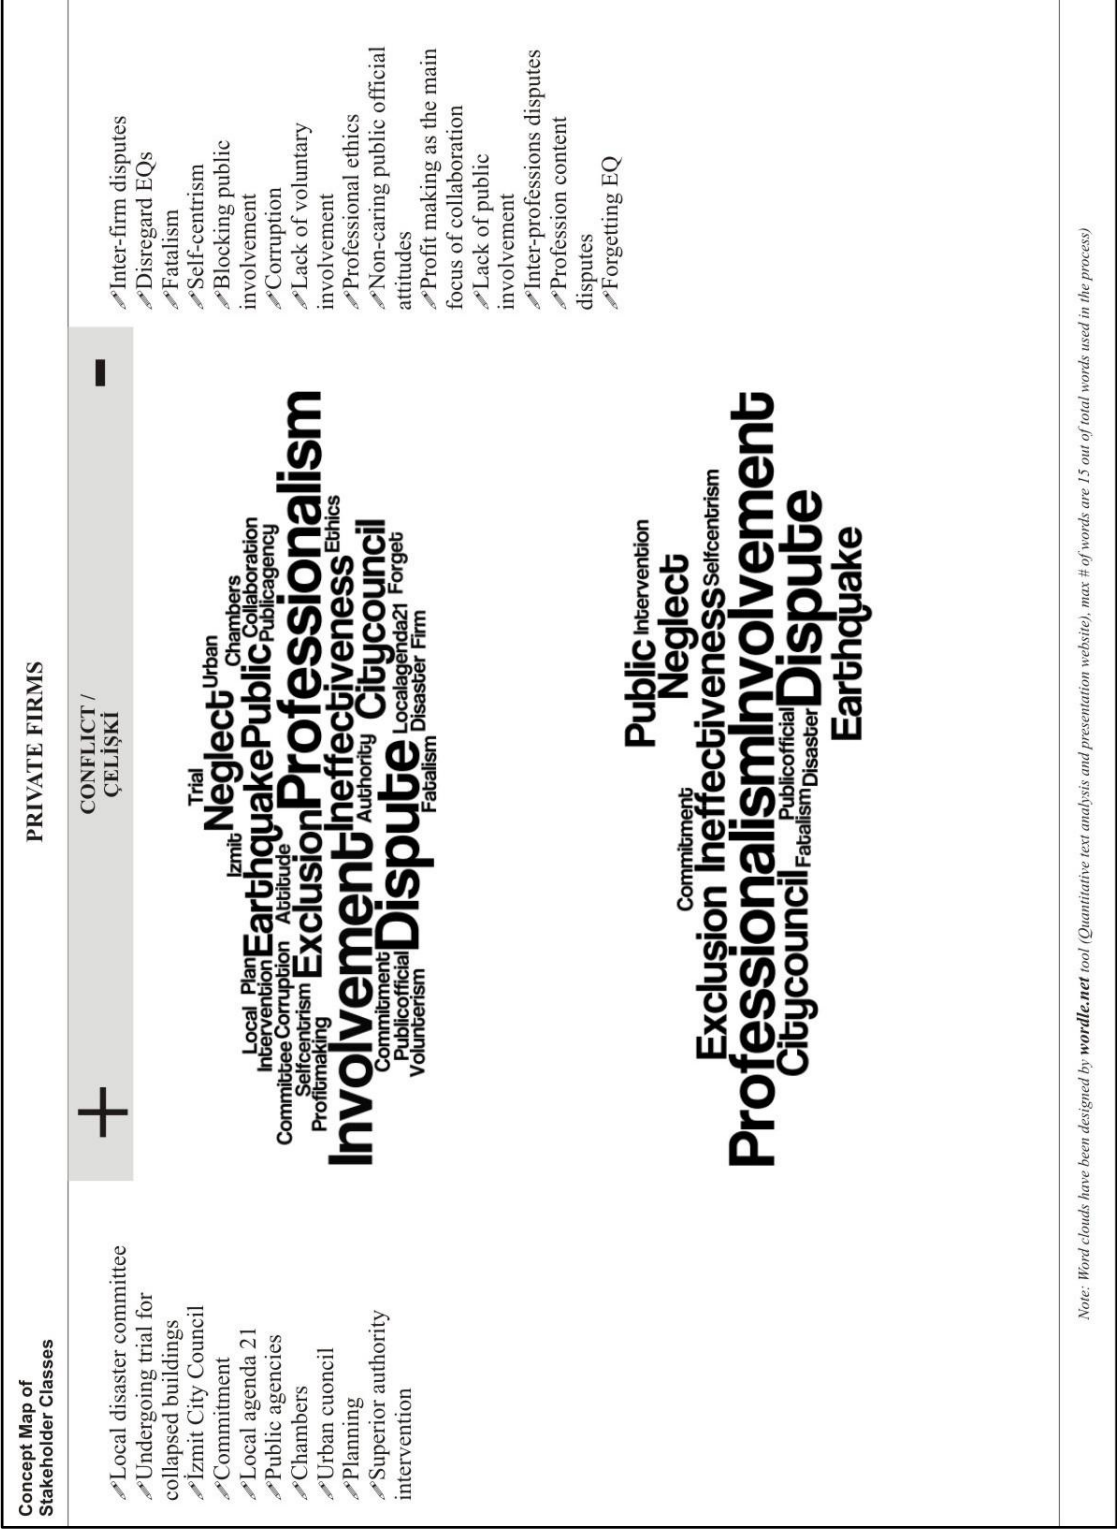 Concept Map of
Stakeholder Classes
PRIVATE FIRMS
+
CONFLICT /
ÇELİŞKİ
-
Local disaster committee
Undergoing trial for
collapsed buildings
İzmit City Council
Commitment
Local agenda 21
Public agencies
Chambers
Urban cuoncil
Planning
Superior authority
intervention
Trial
Neglect
Urban
Izmit
Chambers
Local Plan
Earthquake
Public
Collaboration
Intervention
Publicagency
Committee
Corruption
Attitude
Selfcentrism
Exclusion
Professionalism
Profitmaking
Involvement
Ineffectiveness
Ethics
Authority
Citycouncil
Commitment
Dispute
Localagenda21
Forget
Publicofficial
Disaster
Firm
Volunterism
Fatalism
Public
Intervention
Neglect
Commitment
Exclusion
Ineffectiveness
Selfcentrism
Professionalism
Involvement
Publicofficial
Dispute
Citycouncil
Fatalism
Disaster
Earthquake
Inter-firm disputes
Disregard EQs
Fatalism
Self-centrism
Blocking public
involvement
Corruption
Lack of voluntary
involvement
Professional ethics
Non-caring public official
attitudes
Profit making as the main
focus of collaboration
Lack of public
involvement
Inter-professions disputes
Profession content
disputes
Forgetting EQ
Note: Word clouds have been designed by wordle.net tool (Quantitative text analysis and presentation website), max # of words are 15 out of total words used in the process)